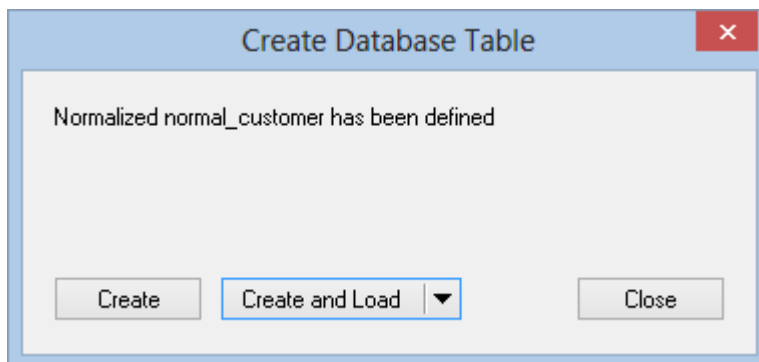 Create Database Table
Normalized normal_customer has been defined
Create
Create and Load
Close